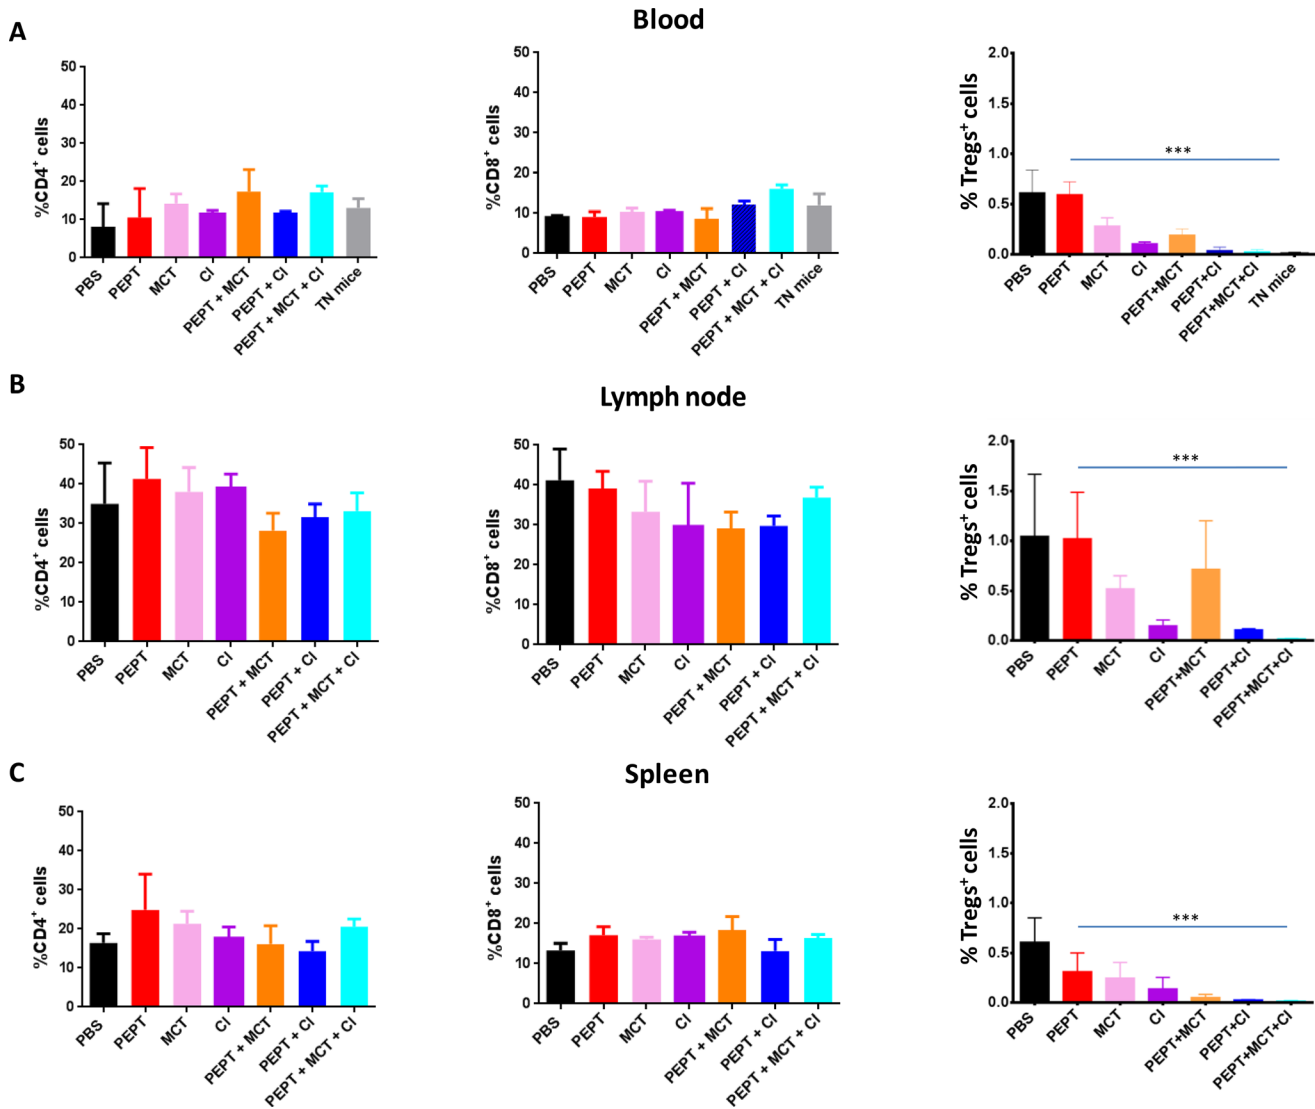 A
Blood
%CD4+ cells
50
40
30
20
10
0
PBS
PEPT
MCT
CI
PEPT + MCT
PEPT + CI
PEPT + MCT + CI
TN mice
%CD8+ cells
50
40
30
20
10
0
PBS
PEPT
MCT
CI
PEPT + MCT
PEPT + CI
PEPT + MCT + CI
TN mice
% Tregs+ cells
2.0
1.5
1.0
0.5
0.0
***
PBS
PEPT
MCT
CI
PEPT+MCT
PEPT+CI
PEPT+MCT+CI
TN mice
B
Lymph node
%CD4+ cells
50
40
30
20
10
0
PBS
PEPT
MCT
CI
PEPT + MCT
PEPT + CI
PEPT + MCT + CI
%CD8+ cells
50
40
30
20
10
0
PBS
PEPT
MCT
CI
PEPT + MCT
PEPT + CI
PEPT + MCT + CI
% Tregs+ cells
2.0
1.5
1.0
0.5
0.0
***
PBS
PEPT
MCT
CI
PEPT+MCT
PEPT+CI
PEPT+MCT+CI
C
Spleen
%CD4+ cells
50
40
30
20
10
0
PBS
PEPT
MCT
CI
PEPT + MCT
PEPT + CI
PEPT + MCT + CI
%CD8+ cells
50
40
30
20
10
0
PBS
PEPT
MCT
CI
PEPT + MCT
PEPT + CI
PEPT + MCT + CI
% Tregs+ cells
2.0
1.5
1.0
0.5
0.0
***
PBS
PEPT
MCT
CI
PEPT+MCT
PEPT+CI
PEPT+MCT+CI